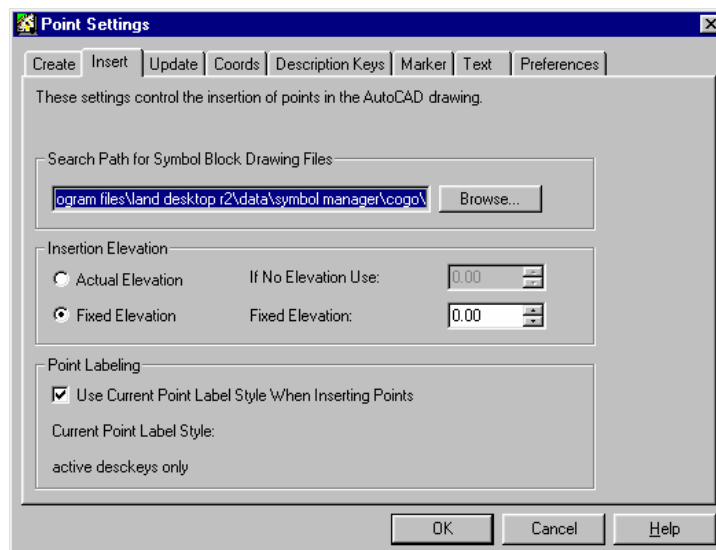 Point Settings
Create Insert Update Coords Description Keys Marker Text Preferences
These settings control the insertion of points in the AutoCAD drawing.
Search Path for Symbol Block Drawing Files
ogram files\land desktop r2\data\symbol manager\cogo\ Browse...
Insertion Elevation
Actual Elevation If No Elevation Use: 0.00
Fixed Elevation Fixed Elevation: 0.00
Point Labeling
Use Current Point Label Style When Inserting Points
Current Point Label Style:
active desckeys only
OK Cancel Help